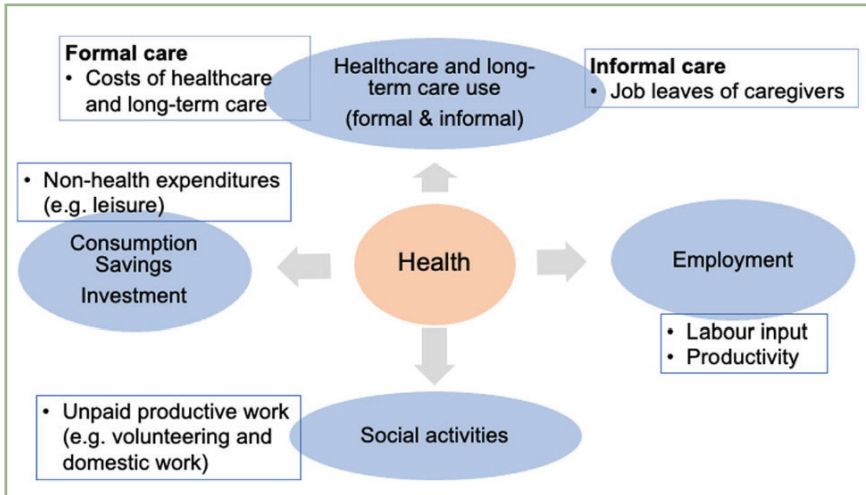 Formal care
• Costs of healthcare
and long-term care
Healthcare and long-
term care use
(formal & informal)
Informal care
• Job leaves of caregivers
• Non-health expenditures
(e.g. leisure)
Consumption
Savings
Investment
Health
Employment
• Labour input
• Productivity
• Unpaid productive work
(e.g. volunteering and
domestic work)
Social activities